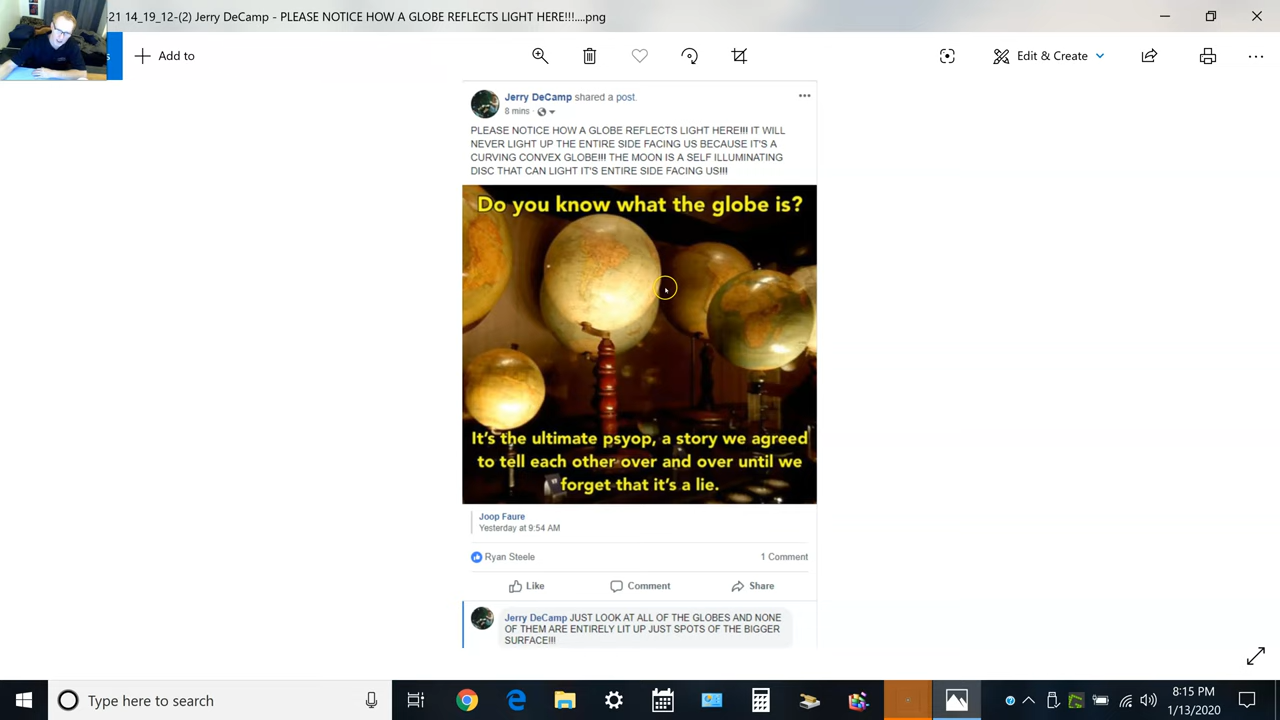 21 14_19_12-(2) Jerry DeCamp - PLEASE NOTICE HOW A GLOBE REFLECTS LIGHT HERE!!!....png
s
Add to
Edit & Create
Jerry DeCamp shared a post.
8 mins ·
PLEASE NOTICE HOW A GLOBE REFLECTS LIGHT HERE!!! IT WILL
NEVER LIGHT UP THE ENTIRE SIDE FACING US BECAUSE IT'S A
CURVING CONVEX GLOBE!!! THE MOON IS A SELF ILLUMINATING
DISC THAT CAN LIGHT IT'S ENTIRE SIDE FACING US!!!
Do you know what the globe is?
It's the ultimate psyop, a story we agreed
to tell each other over and over until we
forget that it's a lie.
Joop Faure
Yesterday at 9:54 AM
Ryan Steele
1 Comment
Like
Comment
Share
Jerry DeCamp JUST LOOK AT ALL OF THE GLOBES AND NONE
OF THEM ARE ENTIRELY LIT UP JUST SPOTS OF THE BIGGER
SURFACE!!!
Type here to search
8:15 PM
1/13/2020